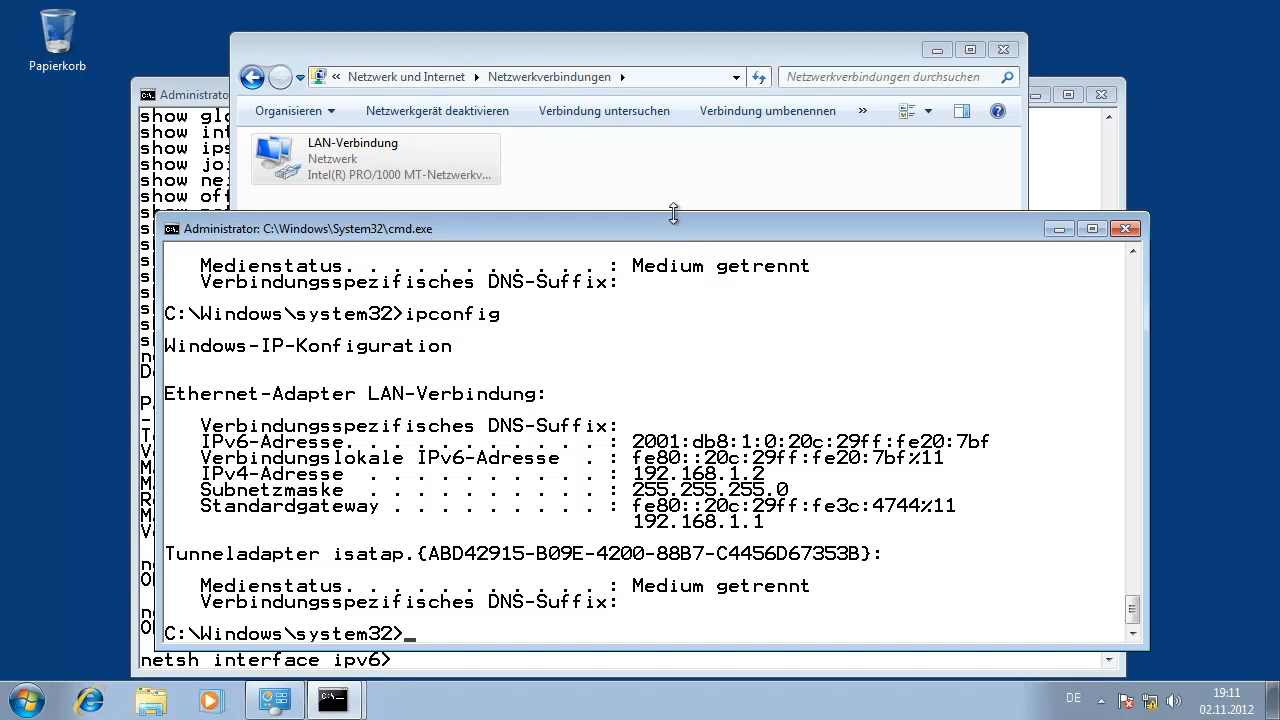 Papierkorb
« Netzwerk und Internet ▸ Netzwerkverbindungen ▸
Netzwerkverbindungen durchsuchen
Administrato
Organisieren
Netzwerkgerät deaktivieren
Verbindung untersuchen
Verbindung umbenennen
»
show glo
show int
show ips
show joi
show nei
show off
LAN-Verbindung
Netzwerk
Intel(R) PRO/1000 MT-Netzwerkv...
Administrator: C:\Windows\System32\cmd.exe
Medienstatus. . . . . . . . . . . : Medium getrennt
Verbindungsspezifisches DNS-Suffix:
C:\Windows\system32>ipconfig
Windows-IP-Konfiguration
Ethernet-Adapter LAN-Verbindung:
Verbindungsspezifisches DNS-Suffix:
IPv6-Adresse. . . . . . . . . . . : 2001:db8:1:0:20c:29ff:fe20:7bf
Verbindungslokale IPv6-Adresse  . : fe80::20c:29ff:fe20:7bf%11
IPv4-Adresse  . . . . . . . . . . : 192.168.1.2
Subnetzmaske  . . . . . . . . . . : 255.255.255.0
Standardgateway . . . . . . . . . : fe80::20c:29ff:fe3c:4744%11
192.168.1.1
Tunneladapter isatap.{ABD42915-B09E-4200-88B7-C4456D67353B}:
Medienstatus. . . . . . . . . . . : Medium getrennt
Verbindungsspezifisches DNS-Suffix:
C:\Windows\system32>_
netsh interface ipv6>
DE
19:11
02.11.2012